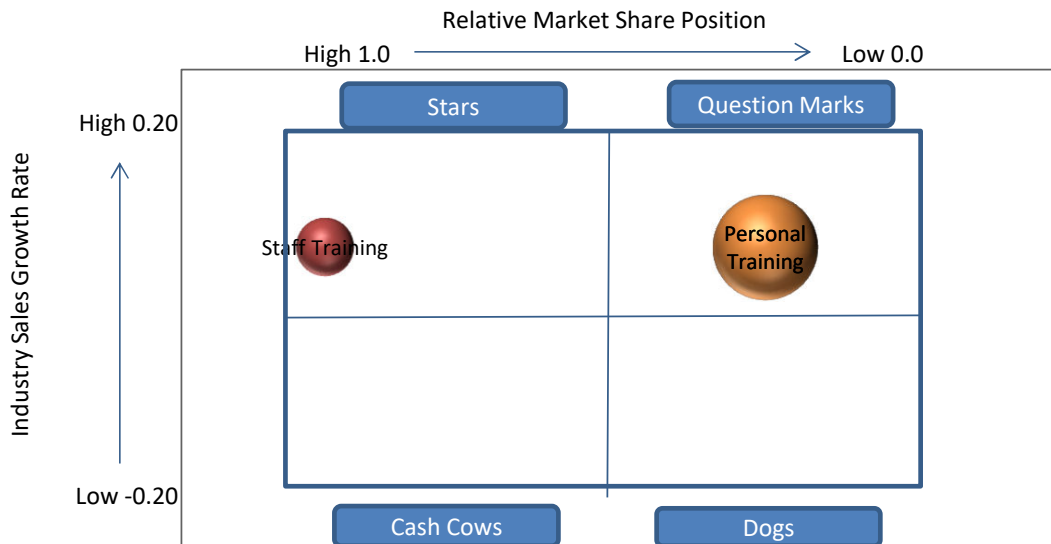 Relative Market Share Position
High 1.0
Low 0.0
Stars
Question Marks
High 0.20
Industry Sales Growth Rate
Staff Training
Personal
Training
Low -0.20
Cash Cows
Dogs